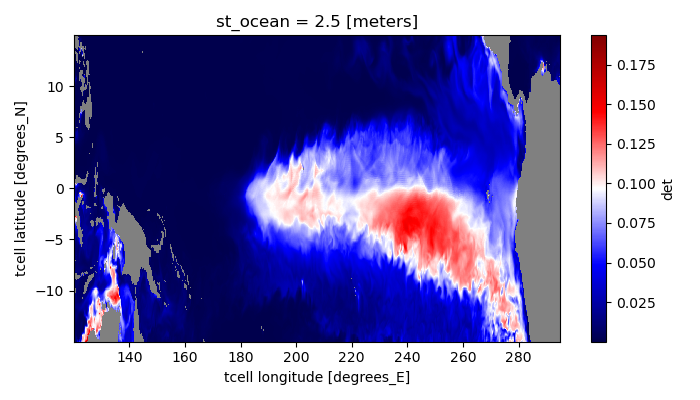 st_ocean = 2.5 [meters]
10
5
0
−5
−10
tcell latitude [degrees_N]
140 160 180 200 220 240 260 280
tcell longitude [degrees_E]
0.175
0.150
0.125
0.100
0.075
0.050
0.025
det